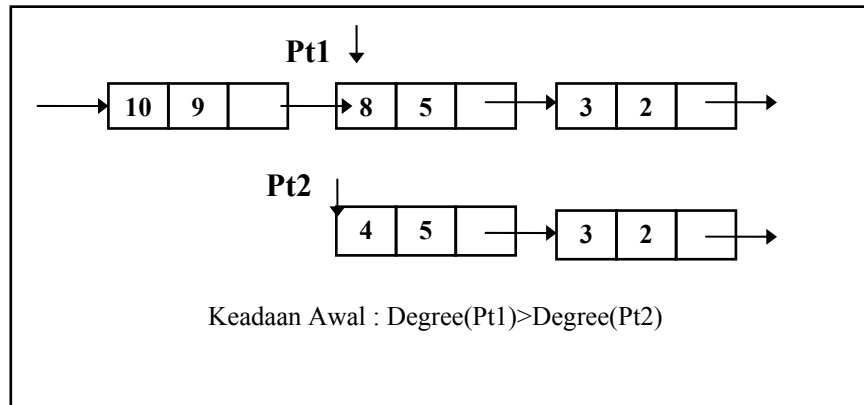 Pt1
10 9 8 5 3 2
Pt2
4 5 3 2
Keadaan Awal : Degree(Pt1)>Degree(Pt2)